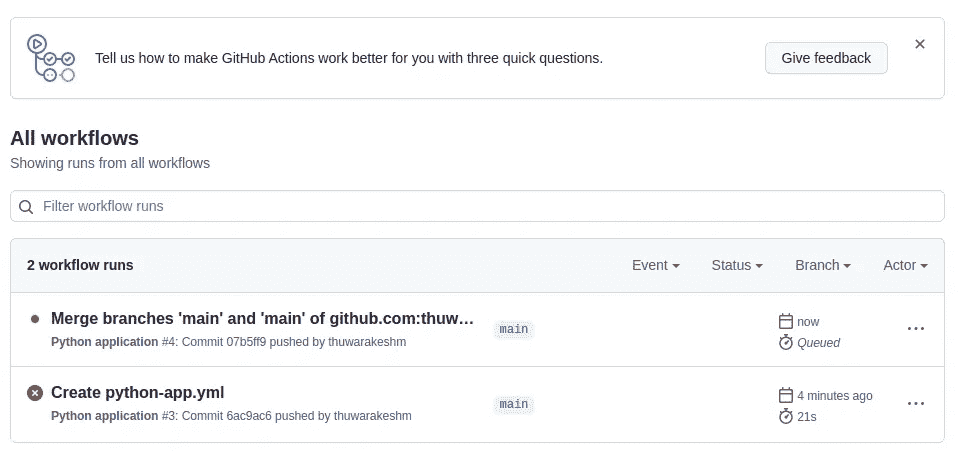 Tell us how to make GitHub Actions work better for you with three quick questions.
Give feedback
All workflows
Showing runs from all workflows
Filter workflow runs
2 workflow runs
Event
Status
Branch
Actor
Merge branches 'main' and 'main' of github.com:thuw…
main
now
Python application #4: Commit 07b5ff9 pushed by thuwarakeshm
Queued
Create python-app.yml
main
4 minutes ago
Python application #3: Commit 6ac9ac6 pushed by thuwarakeshm
21s